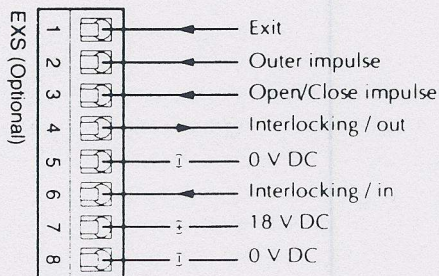 EXS (Optional)
1 Exit
2 Outer impulse
3 Open/Close impulse
4 Interlocking / out
5 - 0 V DC
6 Interlocking / in
7 + 18 V DC
8 - 0 V DC